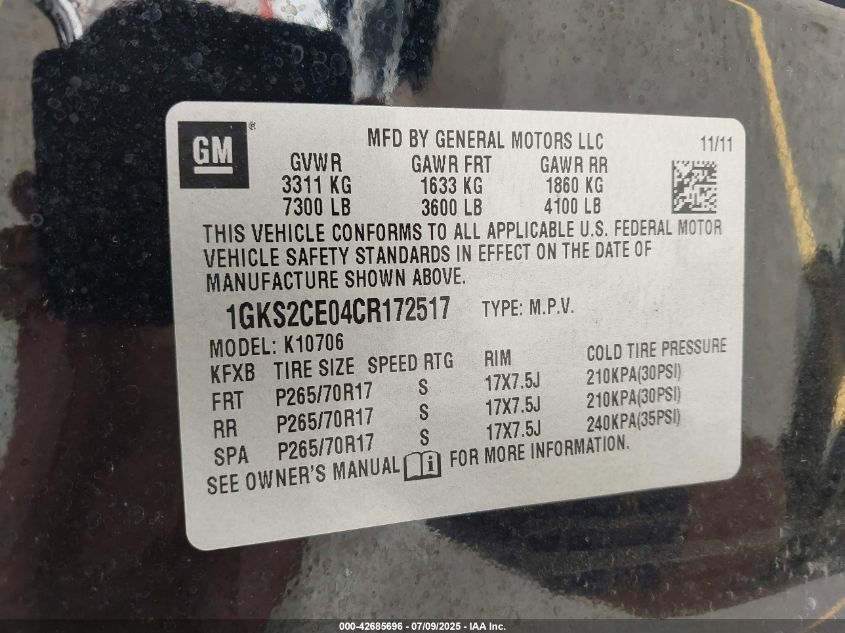 GM ®
MFD BY GENERAL MOTORS LLC 11/11
GVWR GAWR FRT GAWR RR
3311 KG 1633 KG 1860 KG
7300 LB 3600 LB 4100 LB
THIS VEHICLE CONFORMS TO ALL APPLICABLE U.S. FEDERAL MOTOR
VEHICLE SAFETY STANDARDS IN EFFECT ON THE DATE OF
MANUFACTURE SHOWN ABOVE.
1GKS2CE04CR172517 TYPE: M.P.V.
MODEL: K10706
KFXB TIRE SIZE SPEED RTG RIM COLD TIRE PRESSURE
FRT P265/70R17 S 17X7.5J 210KPA(30PSI)
RR P265/70R17 S 17X7.5J 210KPA(30PSI)
SPA P265/70R17 S 17X7.5J 240KPA(35PSI)
SEE OWNER'S MANUAL i FOR MORE INFORMATION.
000-42685696 - 07/09/2025 - IAA Inc.